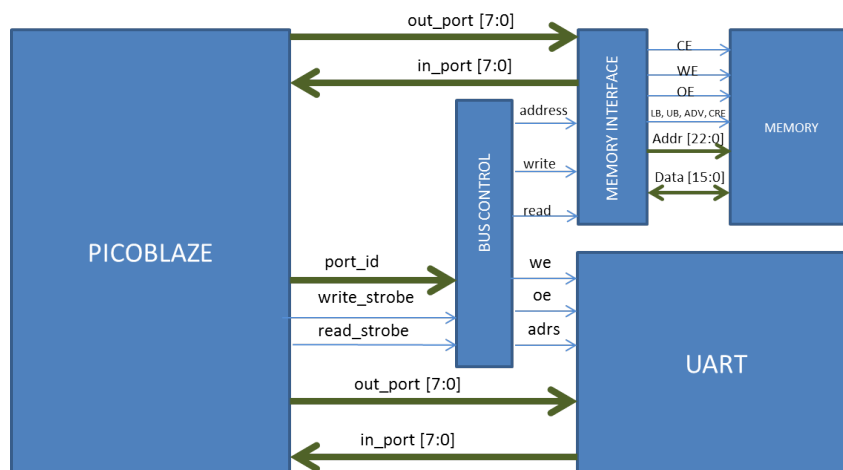 out_port [7:0]
in_port [7:0]
PICOBLAZE
port_id
write_strobe
read_strobe
out_port [7:0]
in_port [7:0]
BUS CONTROL
address
write
read
we
oe
adrs
MEMORY INTERFACE
CE
WE
OE
LB, UB, ADV, CRE
Addr [22:0]
Data [15:0]
MEMORY
UART